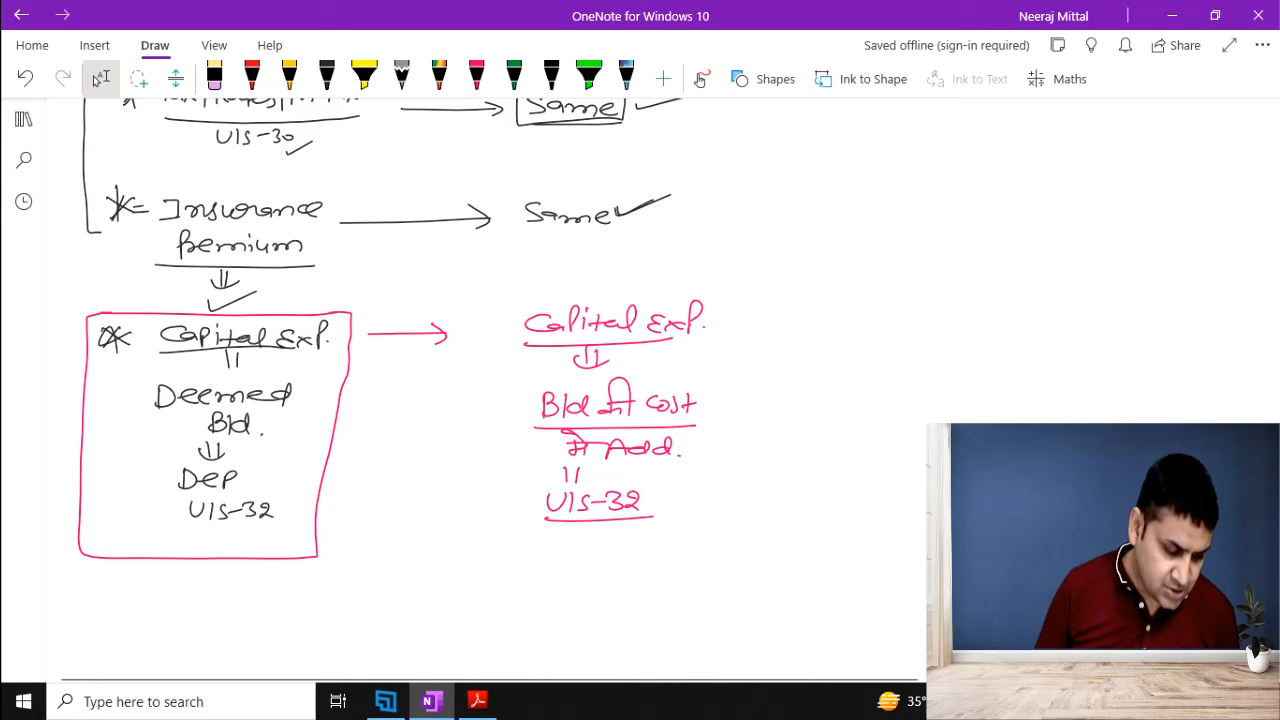 OneNote for Windows 10
Neeraj Mittal
Home Insert Draw View Help
Saved offline (sign-in required)
Share
Shapes
Ink to Shape
Ink to Text
Maths
Same
U/S-30
Insurance
Premium
Same
Capital Exp.
Deemed
Bld.
Dep
U/S-32
Capital Exp.
Bld की cost
में Add.
U/S-32
Type here to search
35°